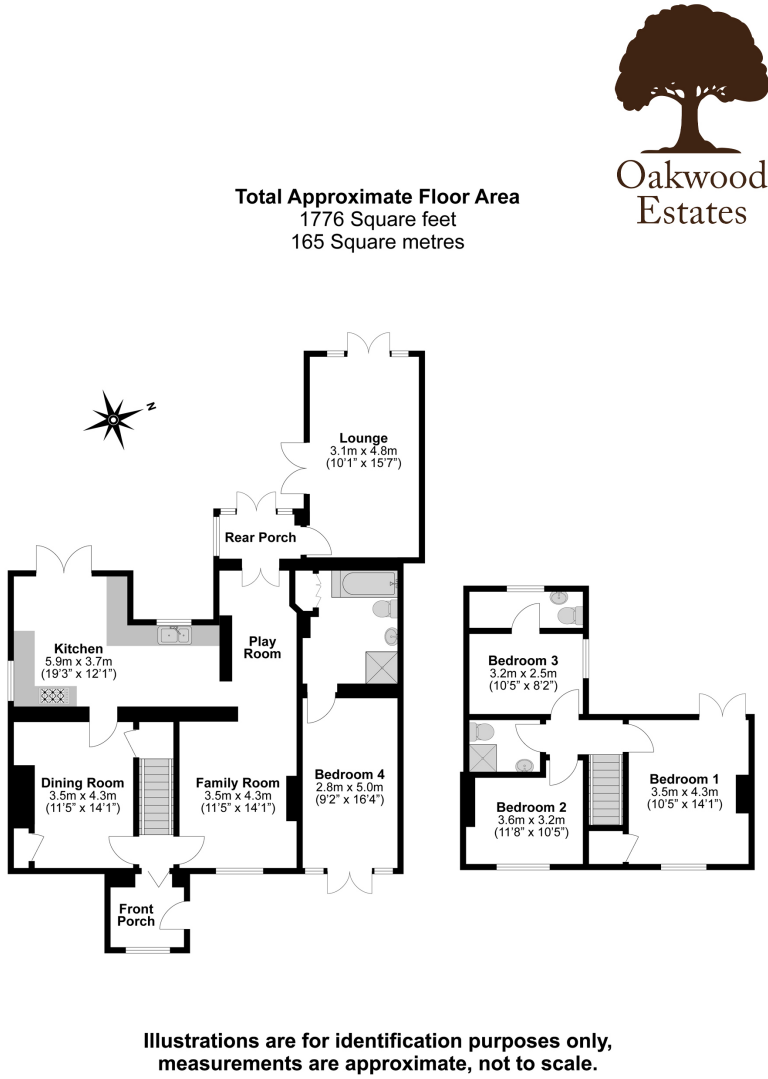 Oakwood
Estates
Total Approximate Floor Area
1776 Square feet
165 Square metres
N
Lounge
3.1m x 4.8m
(10'1” x 15'7”)
Rear Porch
Kitchen
5.9m x 3.7m
(19'3” x 12'1”)
Play
Room
Bedroom 3
3.2m x 2.5m
(10'5” x 8'2”)
Dining Room
3.5m x 4.3m
(11'5” x 14'1”)
Family Room
3.5m x 4.3m
(11'5” x 14'1”)
Bedroom 4
2.8m x 5.0m
(9'2” x 16'4”)
Bedroom 1
3.5m x 4.3m
(10'5” x 14'1”)
Bedroom 2
3.6m x 3.2m
(11'8” x 10'5”)
Front
Porch
Illustrations are for identification purposes only,
measurements are approximate, not to scale.